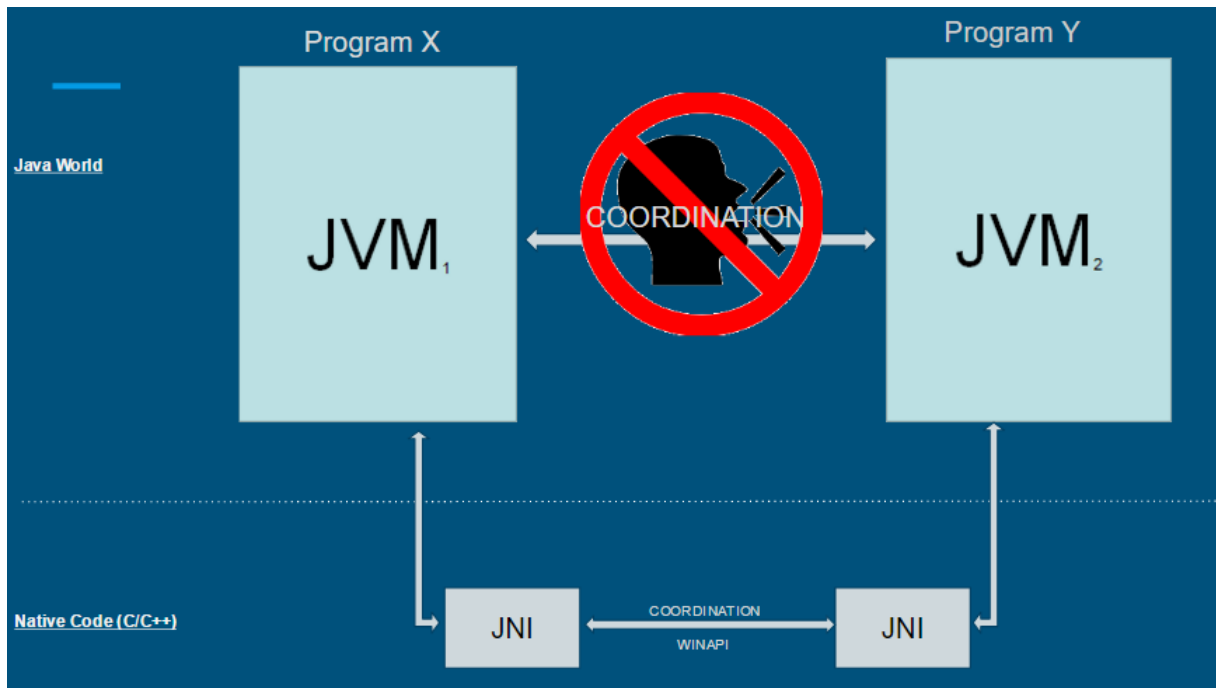 Program X
Program Y
Java World
JVM₁
COORDINATION
JVM₂
Native Code (C/C++)
JNI
COORDINATION
WINAPI
JNI